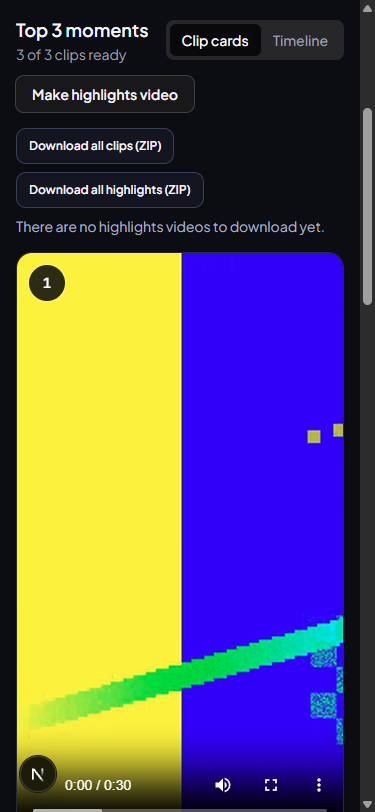 Top 3 moments
3 of 3 clips ready
Clip cards
Timeline
Make highlights video
Download all clips (ZIP)
Download all highlights (ZIP)
There are no highlights videos to download yet.
1
N
0:00 / 0:30